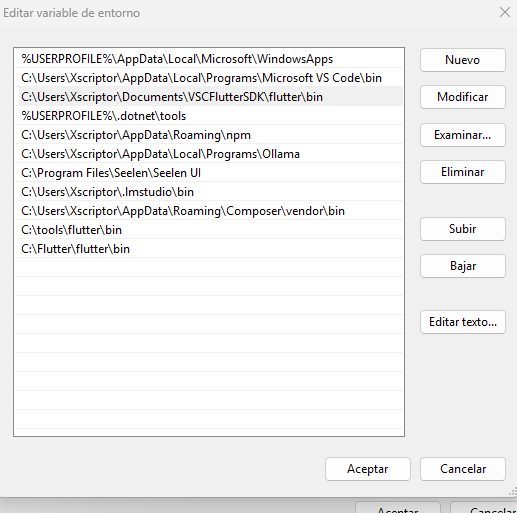 Editar variable de entorno
%USERPROFILE%\AppData\Local\Microsoft\WindowsApps
C:\Users\Xscriptor\AppData\Local\Programs\Microsoft VS Code\bin
C:\Users\Xscriptor\Documents\VSCFlutterSDK\flutter\bin
%USERPROFILE%\.dotnet\tools
C:\Users\Xscriptor\AppData\Roaming\npm
C:\Users\Xscriptor\AppData\Local\Programs\Ollama
C:\Program Files\Seelen\Seelen UI
C:\Users\Xscriptor\.lmstudio\bin
C:\Users\Xscriptor\AppData\Roaming\Composer\vendor\bin
C:\tools\flutter\bin
C:\Flutter\flutter\bin
Nuevo
Modificar
Examinar...
Eliminar
Subir
Bajar
Editar texto...
Aceptar
Cancelar
Aceptar
Cancelar